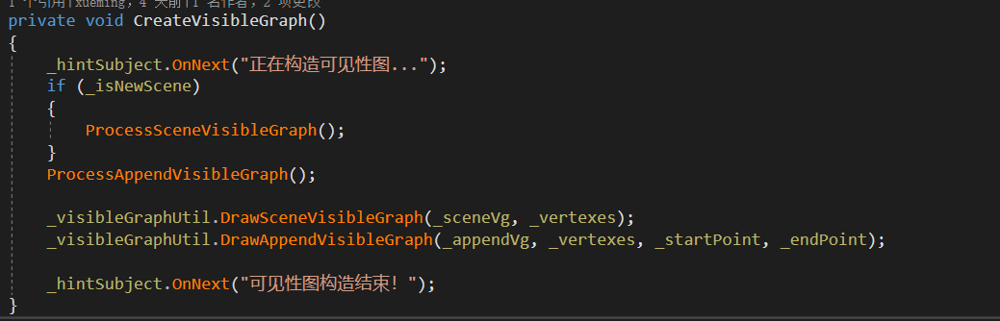 1 个引用|xueming，4 天前|1 名作者，2 项更改
private void CreateVisibleGraph()
{
    _hintSubject.OnNext("正在构造可见性图...");
    if (_isNewScene)
    {
        ProcessSceneVisibleGraph();
    }
    ProcessAppendVisibleGraph();
    _visibleGraphUtil.DrawSceneVisibleGraph(_sceneVg, _vertexes);
    _visibleGraphUtil.DrawAppendVisibleGraph(_appendVg, _vertexes, _startPoint, _endPoint);
    _hintSubject.OnNext("可见性图构造结束！");
}